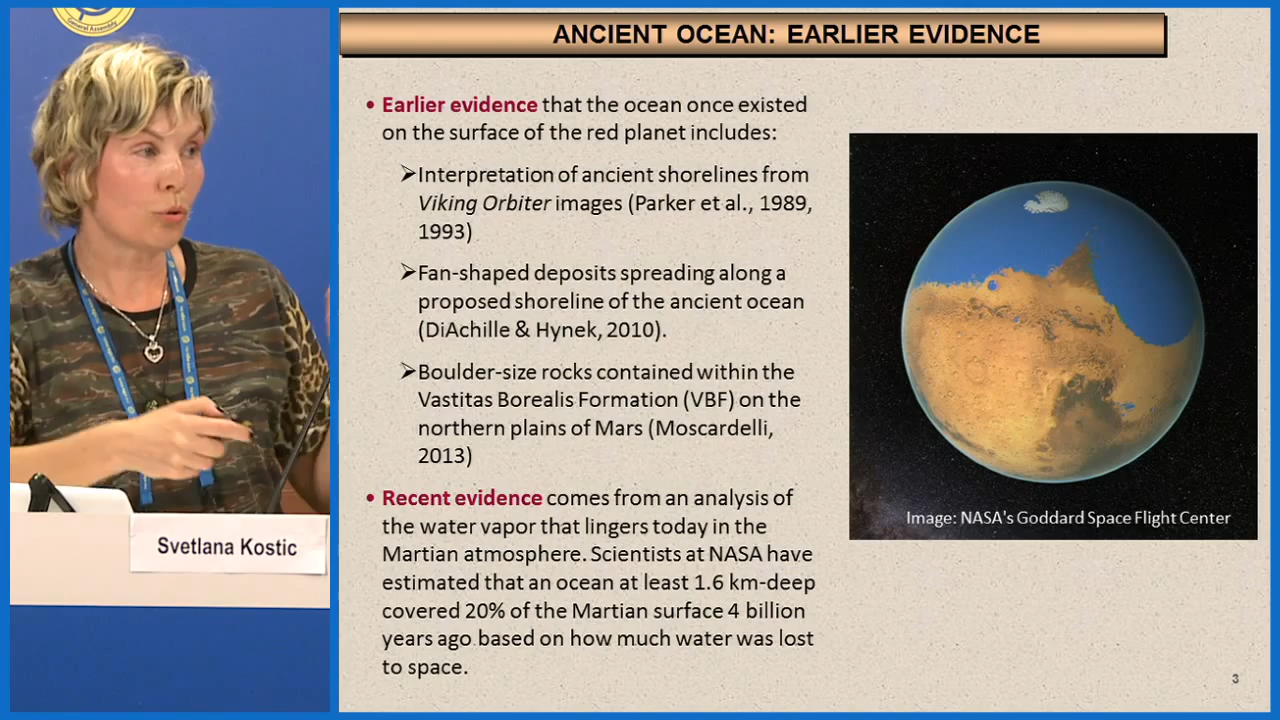 General Assembly
Svetlana Kostic
ANCIENT OCEAN: EARLIER EVIDENCE
• Earlier evidence that the ocean once existed
on the surface of the red planet includes:
➢Interpretation of ancient shorelines from
Viking Orbiter images (Parker et al., 1989,
1993)
➢Fan-shaped deposits spreading along a
proposed shoreline of the ancient ocean
(DiAchille & Hynek, 2010).
➢Boulder-size rocks contained within the
Vastitas Borealis Formation (VBF) on the
northern plains of Mars (Moscardelli,
2013)
• Recent evidence comes from an analysis of
the water vapor that lingers today in the
Martian atmosphere. Scientists at NASA have
estimated that an ocean at least 1.6 km-deep
covered 20% of the Martian surface 4 billion
years ago based on how much water was lost
to space.
Image: NASA's Goddard Space Flight Center
3